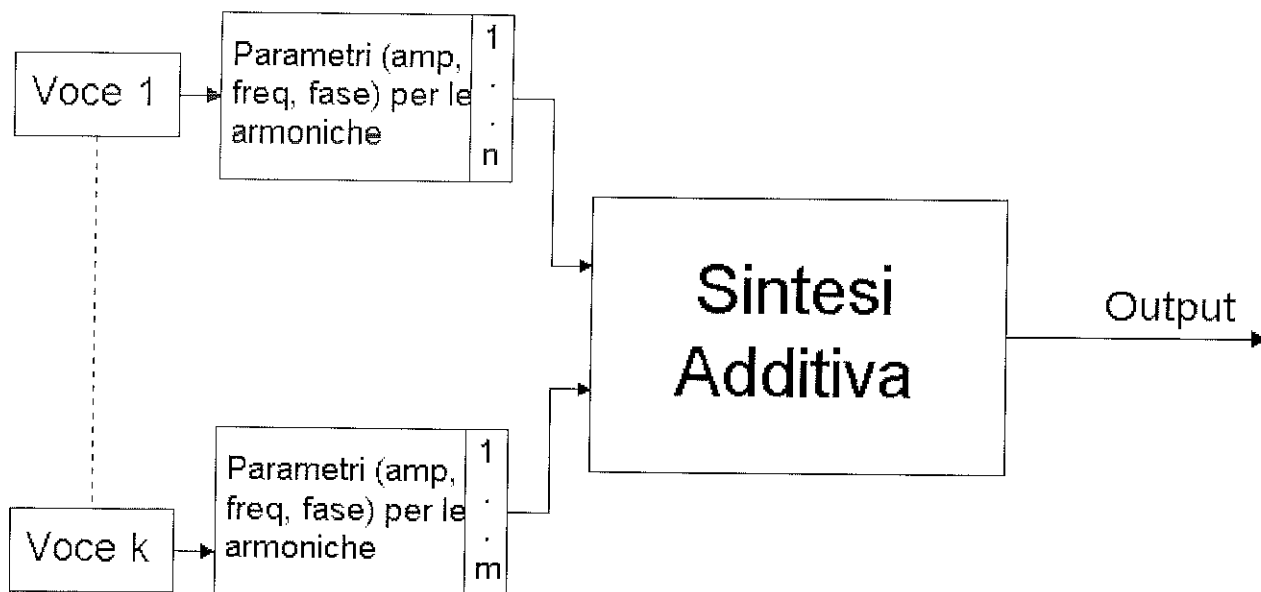 Voce 1
Parametri (amp,
freq, fase) per le
armoniche
1
.
.
n
Sintesi
Additiva
Output
Voce k
Parametri (amp,
freq, fase) per le
armoniche
1
.
.
m